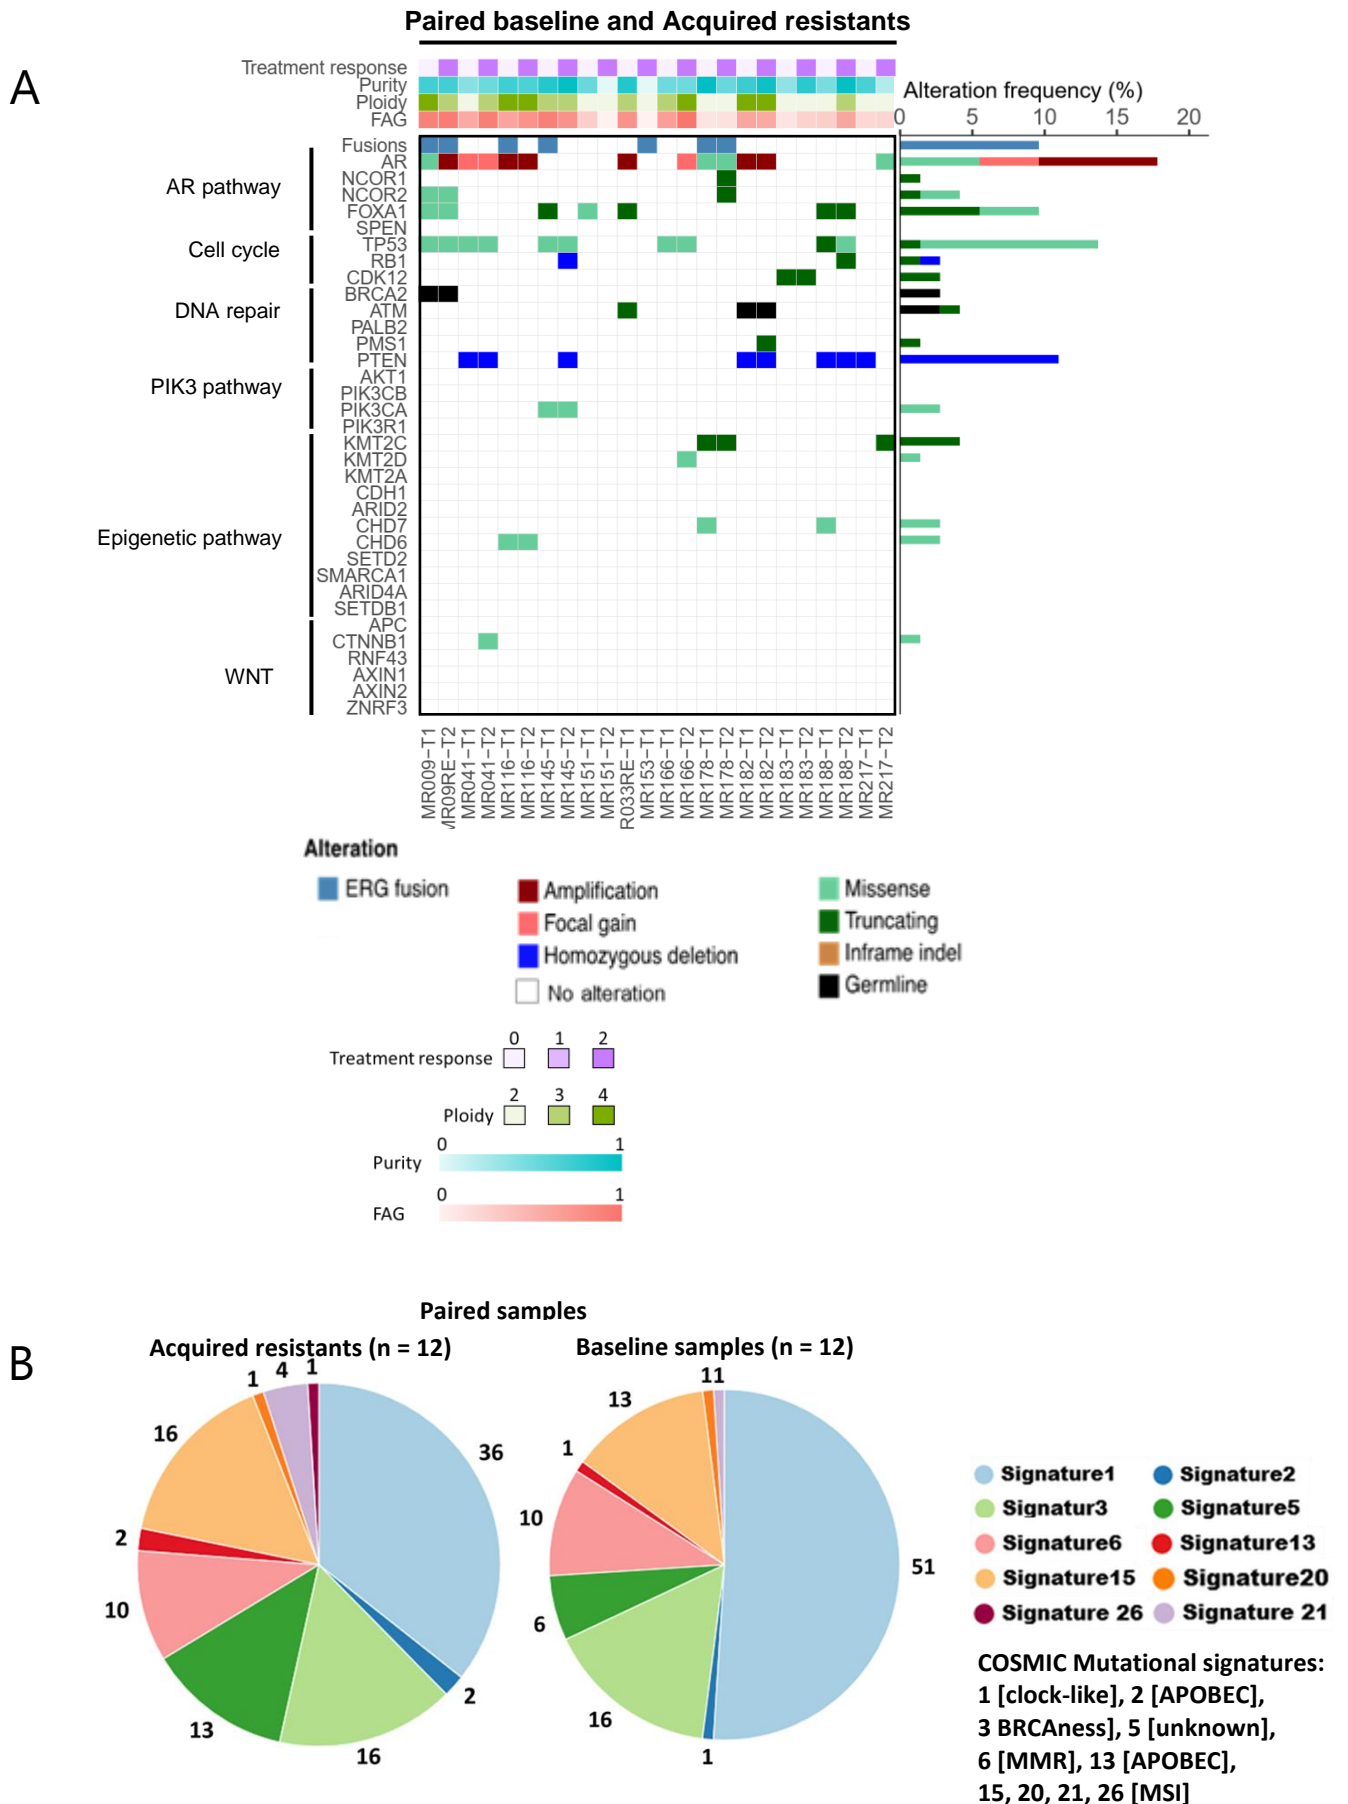 Paired baseline and Acquired resistants
A
Treatment response
Purity
Ploidy
FAG
Alteration frequency (%)
0 5 10 15 20
Fusions
AR
NCOR1
NCOR2
FOXA1
SPEN
TP53
RB1
CDK12
BRCA2
ATM
PALB2
PMS1
PTEN
AKT1
PIK3CB
PIK3CA
PIK3R1
KMT2C
KMT2D
KMT2A
CDH1
ARID2
CHD7
CHD6
SETD2
SMARCA1
ARID4A
SETDB1
APC
CTNNB1
RNF43
AXIN1
AXIN2
ZNRF3
AR pathway
Cell cycle
DNA repair
PIK3 pathway
Epigenetic pathway
WNT
MR009−T1
MR09RE−T2
MR041−T1
MR041−T2
MR116−T1
MR116−T2
MR145−T1
MR145−T2
MR151−T1
MR151−T2
R033RE−T1
MR153−T1
MR166−T1
MR166−T2
MR178−T1
MR178−T2
MR182−T1
MR182−T2
MR183−T1
MR183−T2
MR188−T1
MR188−T2
MR217−T1
MR217−T2
Alteration
ERG fusion
Amplification
Focal gain
Homozygous deletion
No alteration
Missense
Truncating
Inframe indel
Germline
0 1 2
Treatment response
2 3 4
Ploidy
0 1
Purity
0 1
FAG
Paired samples
B
Acquired resistants (n = 12)
1 4 1
16
36
2
10
13
16
2
Baseline samples (n = 12)
11
13
1
10
6
16
1
51
Signature1
Signature2
Signatur3
Signature5
Signature6
Signature13
Signature15
Signature20
Signature 26
Signature 21
COSMIC Mutational signatures:
1 [clock-like], 2 [APOBEC],
3 BRCAness], 5 [unknown],
6 [MMR], 13 [APOBEC],
15, 20, 21, 26 [MSI]